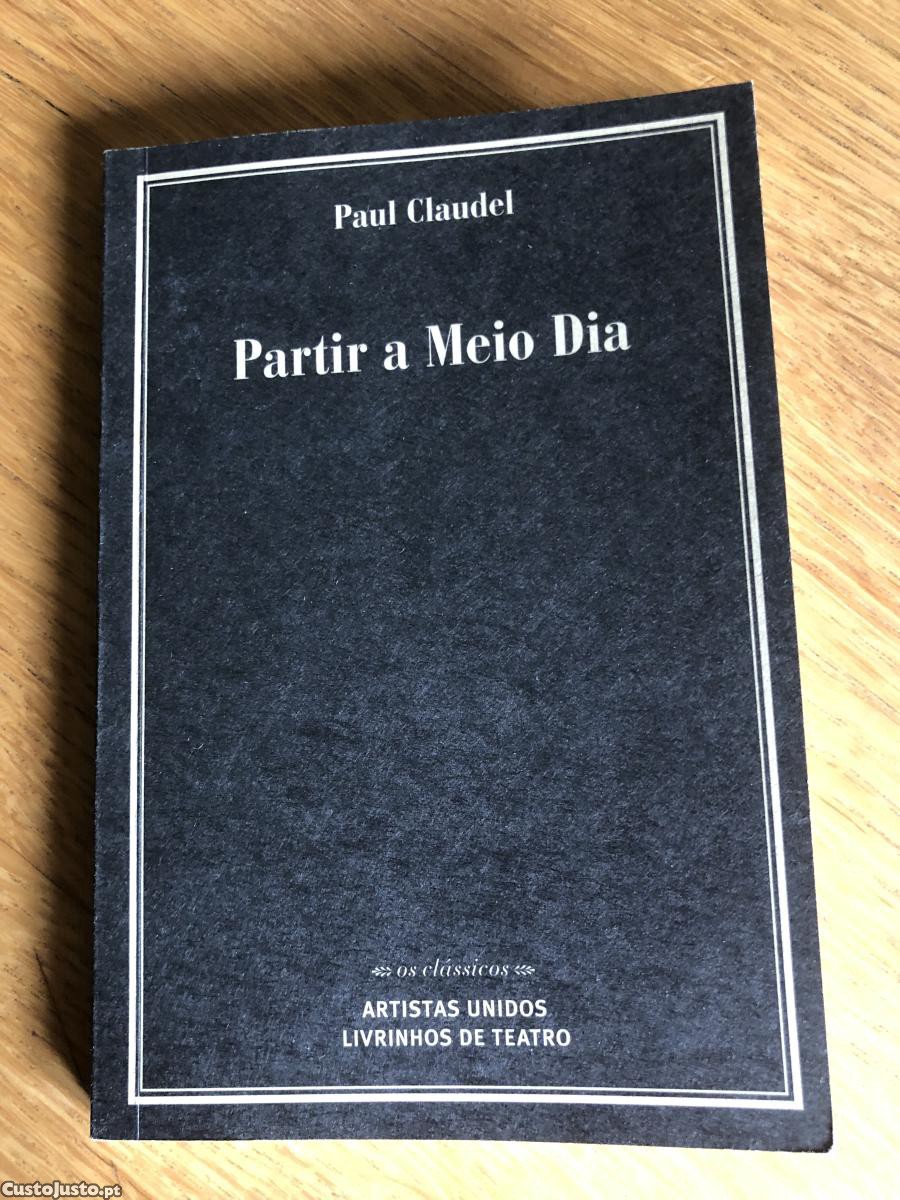 Paul Claudel
Partir a Meio Dia
os clássicos
ARTISTAS UNIDOS
LIVRINHOS DE TEATRO
CustoJusto.pt